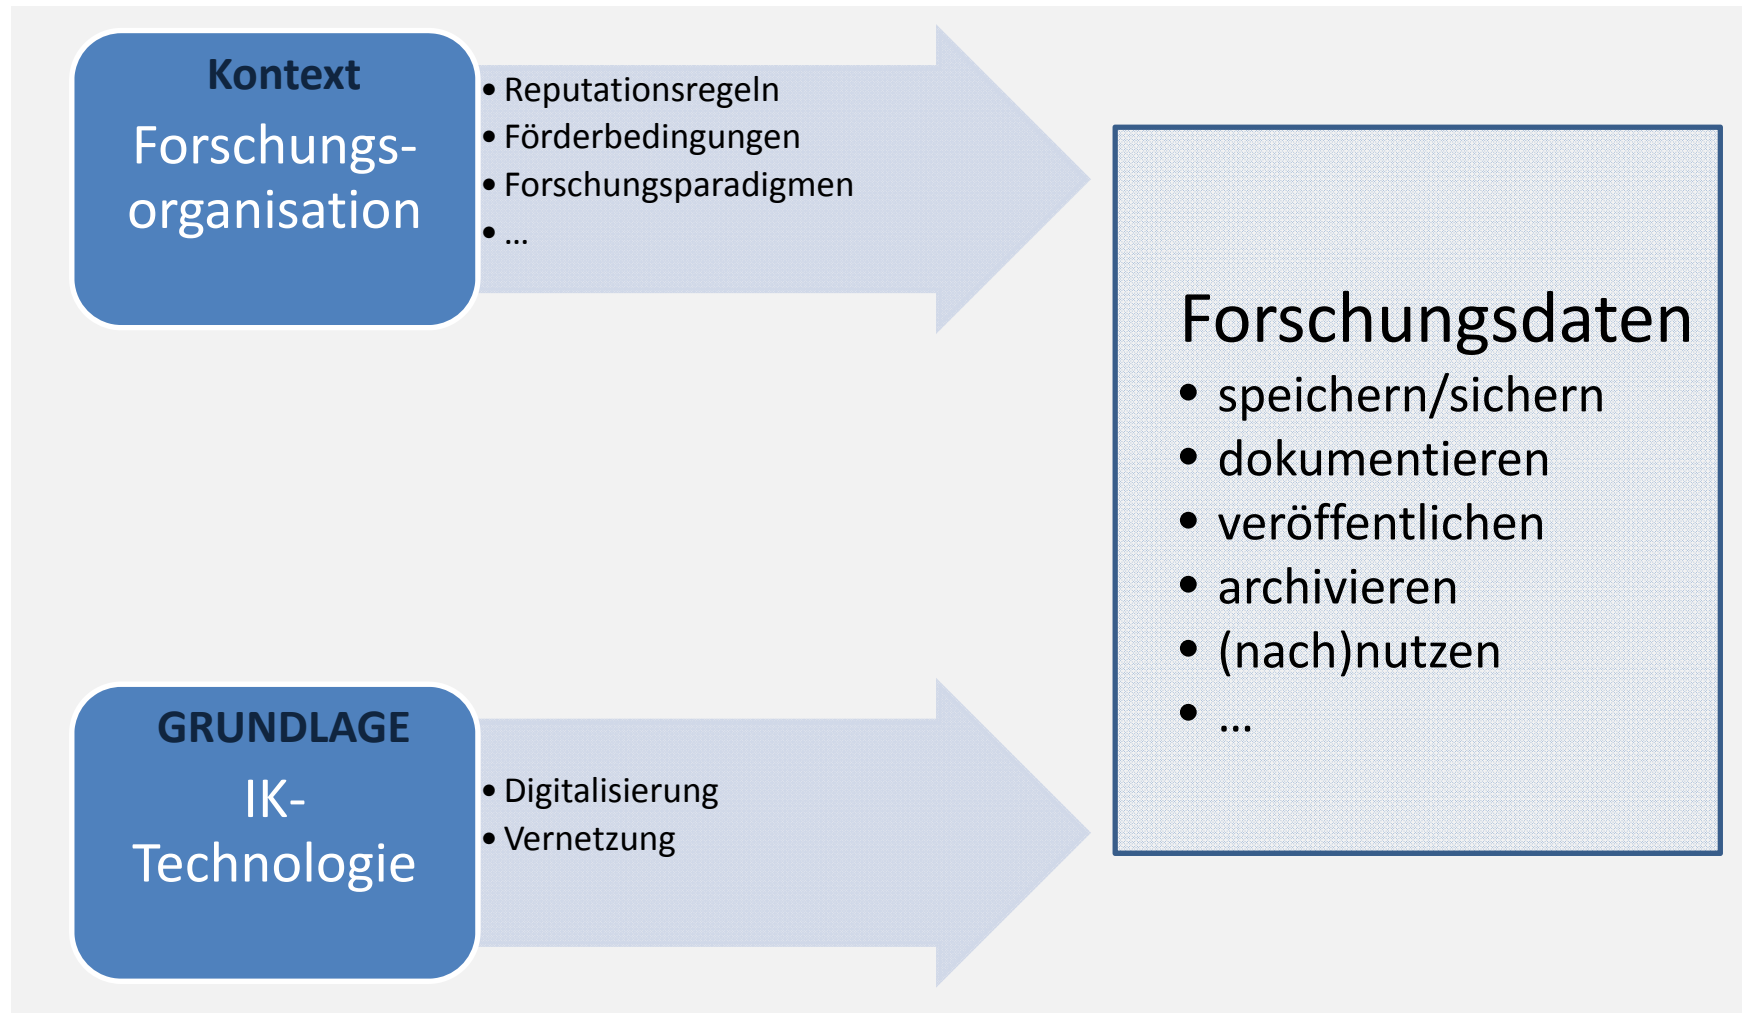 Kontext
Forschungs-
organisation
• Reputationsregeln
• Förderbedingungen
• Forschungsparadigmen
• ...
Forschungsdaten
• speichern/sichern
• dokumentieren
• veröffentlichen
• archivieren
• (nach)nutzen
• ...
GRUNDLAGE
IK-
Technologie
• Digitalisierung
• Vernetzung